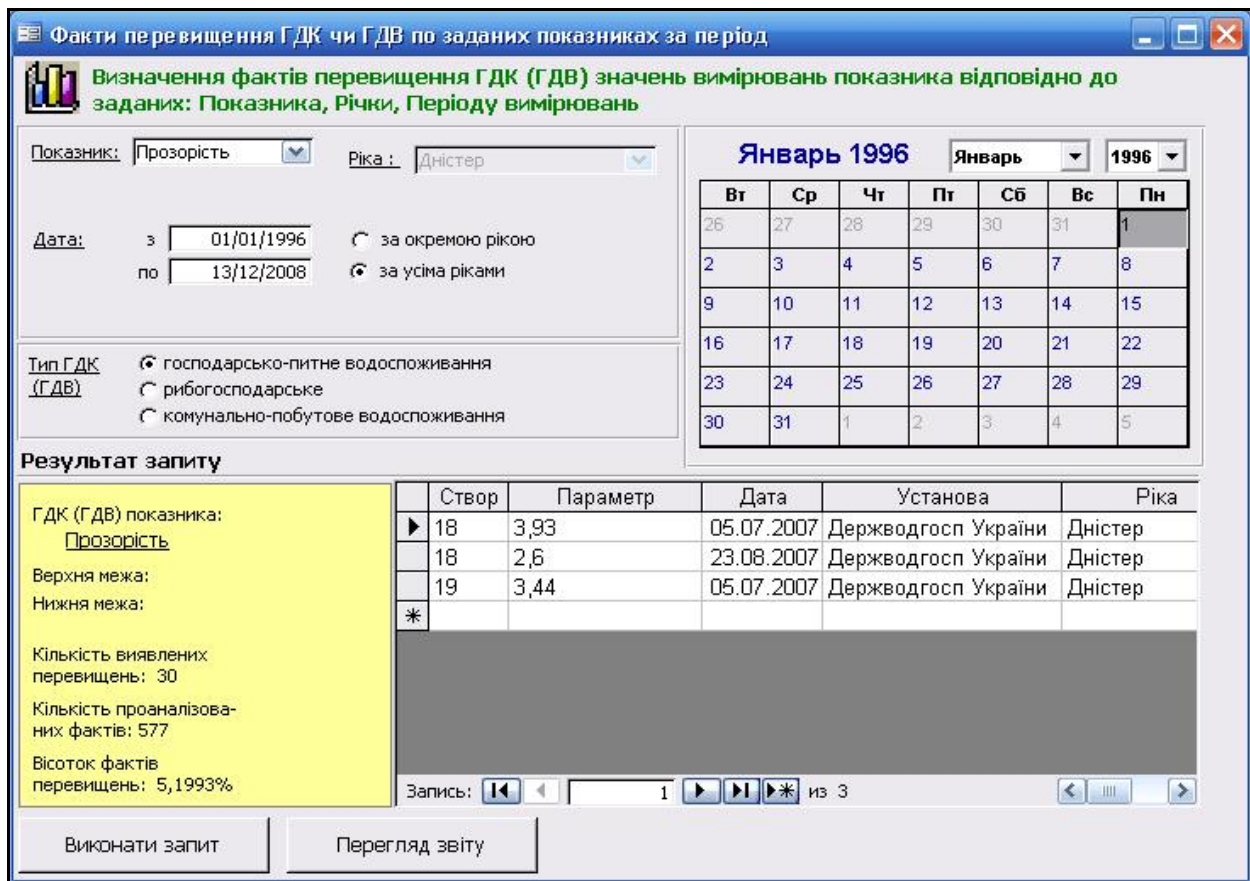 Факти перевищення ГДК чи ГДВ по заданих показниках за період
Визначення фактів перевищення ГДК (ГДВ) значень вимірювань показника відповідно до
заданих: Показника, Річки, Періоду вимірювань
Показник: Прозорість Ріка : Дністер
Дата: з 01/01/1996 за окремою рікою
по 13/12/2008 за усіма ріками
Тип ГДК господарсько-питне водоспоживання
(ГДВ) рибогосподарське
комунально-побутове водоспоживання
Январь 1996 Январь 1996
Вт Ср Чт Пт Сб Вс Пн
26 27 28 29 30 31 1
2 3 4 5 6 7 8
9 10 11 12 13 14 15
16 17 18 19 20 21 22
23 24 25 26 27 28 29
30 31 1 2 3 4 5
Результат запиту
ГДК (ГДВ) показника:
Прозорість
Верхня межа:
Нижня межа:
Кількість виявлених
перевищень: 30
Кількість проаналізова-
них фактів: 577
Вісоток фактів
перевищень: 5,1993%
Створ Параметр Дата Установа Ріка
18 3,93 05.07.2007 Держводгосп України Дністер
18 2,6 23.08.2007 Держводгосп України Дністер
19 3,44 05.07.2007 Держводгосп України Дністер
Запись: 1 из 3
Виконати запит Перегляд звіту